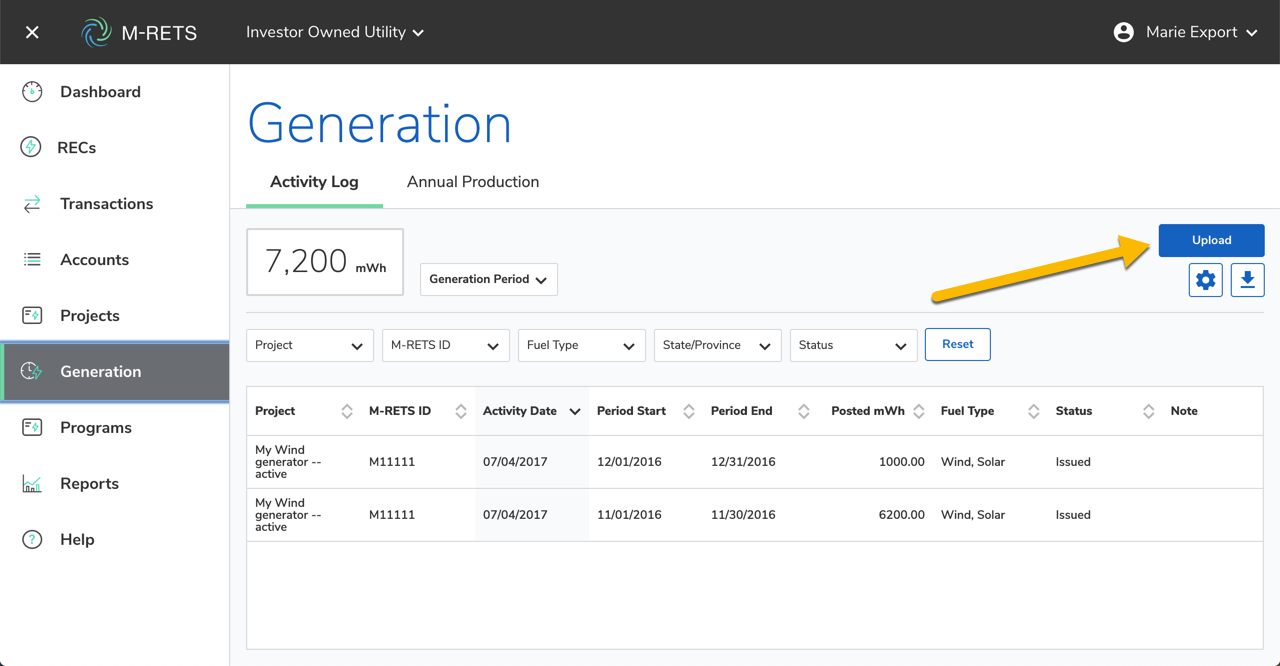 M-RETS
Investor Owned Utility
Marie Export
Dashboard
RECs
Transactions
Accounts
Projects
Generation
Programs
Reports
Help
Generation
Activity Log
Annual Production
7,200 mWh
Generation Period
Upload
Project
M-RETS ID
Fuel Type
State/Province
Status
Reset
Project M-RETS ID Activity Date Period Start Period End Posted mWh Fuel Type Status Note
My Wind
generator --
active
M11111 07/04/2017 12/01/2016 12/31/2016 1000.00 Wind, Solar Issued
My Wind
generator --
active
M11111 07/04/2017 11/01/2016 11/30/2016 6200.00 Wind, Solar Issued